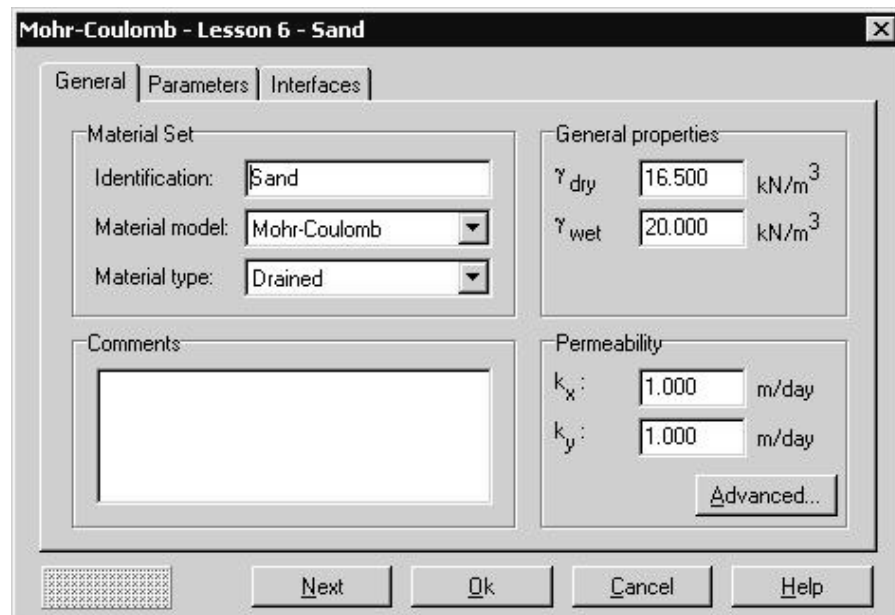 Mohr-Coulomb - Lesson 6 - Sand
General Parameters Interfaces
Material Set
Identification: Sand
Material model: Mohr-Coulomb
Material type: Drained
General properties
γ dry 16.500 kN/m³
γ wet 20.000 kN/m³
Comments
Permeability
kx : 1.000 m/day
ky : 1.000 m/day
Advanced...
Next Ok Cancel Help